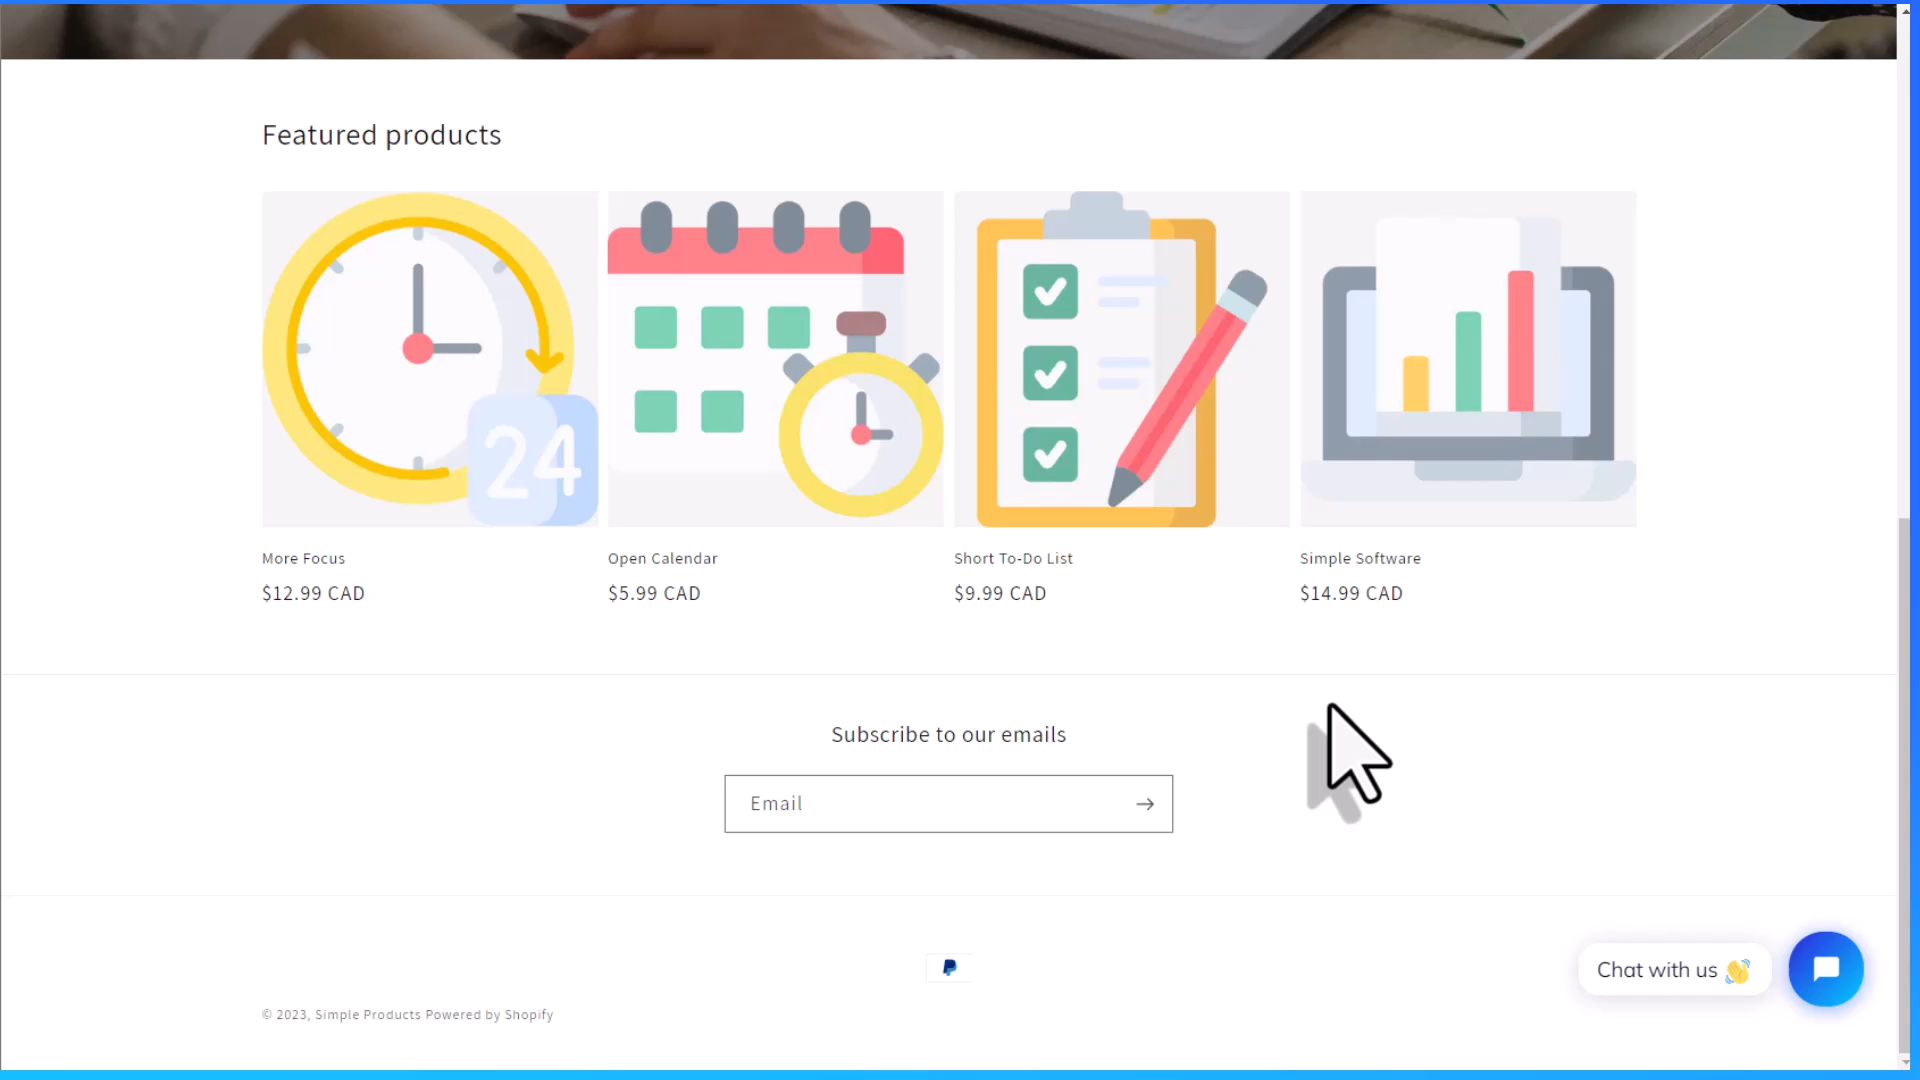 Featured products
24
More Focus
$12.99 CAD
Open Calendar
$5.99 CAD
Short To-Do List
$9.99 CAD
Simple Software
$14.99 CAD
Subscribe to our emails
Email
Chat with us 👋
© 2023, Simple Products Powered by Shopify